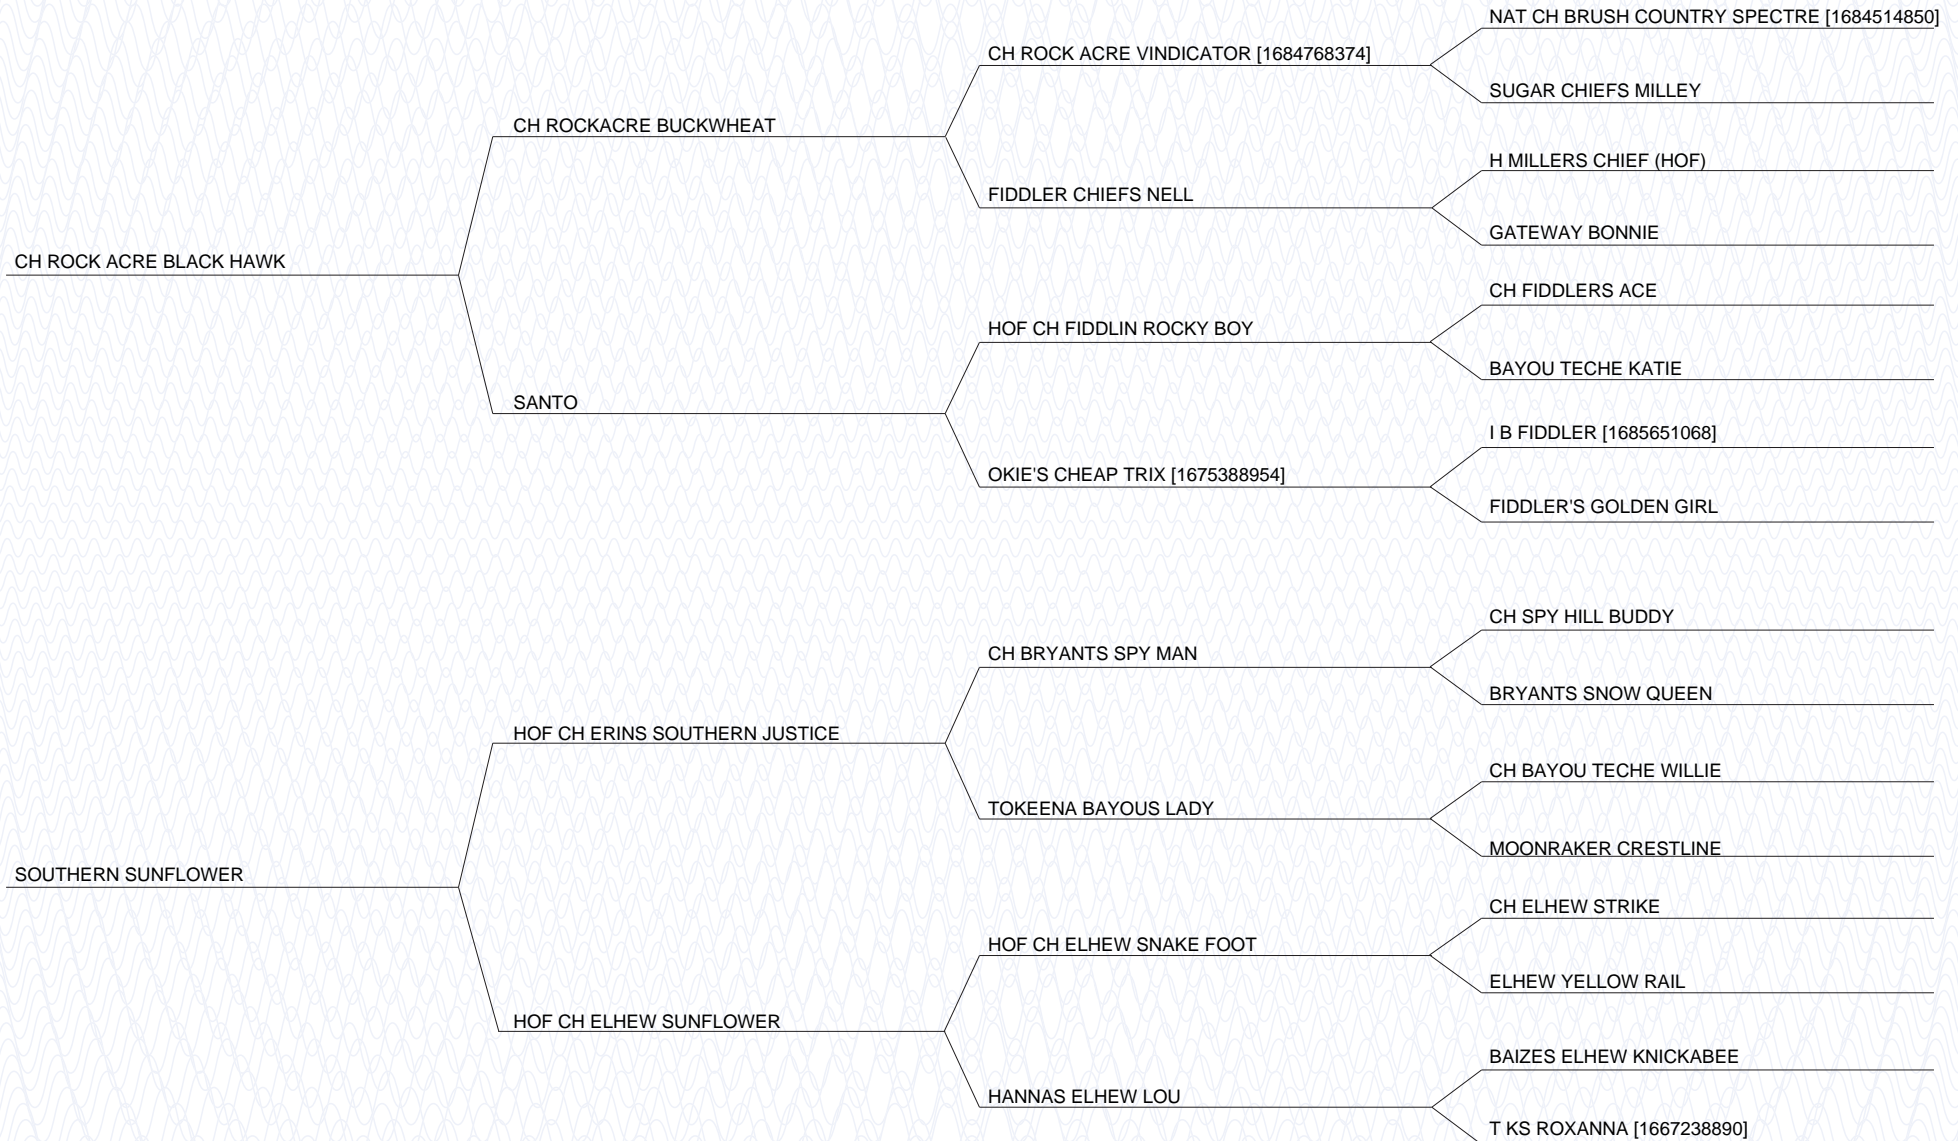 NAT CH BRUSH COUNTRY SPECTRE [1684514850]
CH ROCK ACRE VINDICATOR [1684768374]
SUGAR CHIEFS MILLEY
CH ROCKACRE BUCKWHEAT
H MILLERS CHIEF (HOF)
FIDDLER CHIEFS NELL
GATEWAY BONNIE
CH ROCK ACRE BLACK HAWK
CH FIDDLERS ACE
HOF CH FIDDLIN ROCKY BOY
BAYOU TECHE KATIE
SANTO
I B FIDDLER [1685651068]
OKIE'S CHEAP TRIX [1675388954]
FIDDLER'S GOLDEN GIRL
CH SPY HILL BUDDY
CH BRYANTS SPY MAN
BRYANTS SNOW QUEEN
HOF CH ERINS SOUTHERN JUSTICE
CH BAYOU TECHE WILLIE
TOKEENA BAYOUS LADY
MOONRAKER CRESTLINE
SOUTHERN SUNFLOWER
CH ELHEW STRIKE
HOF CH ELHEW SNAKE FOOT
ELHEW YELLOW RAIL
HOF CH ELHEW SUNFLOWER
BAIZES ELHEW KNICKABEE
HANNAS ELHEW LOU
T KS ROXANNA [1667238890]